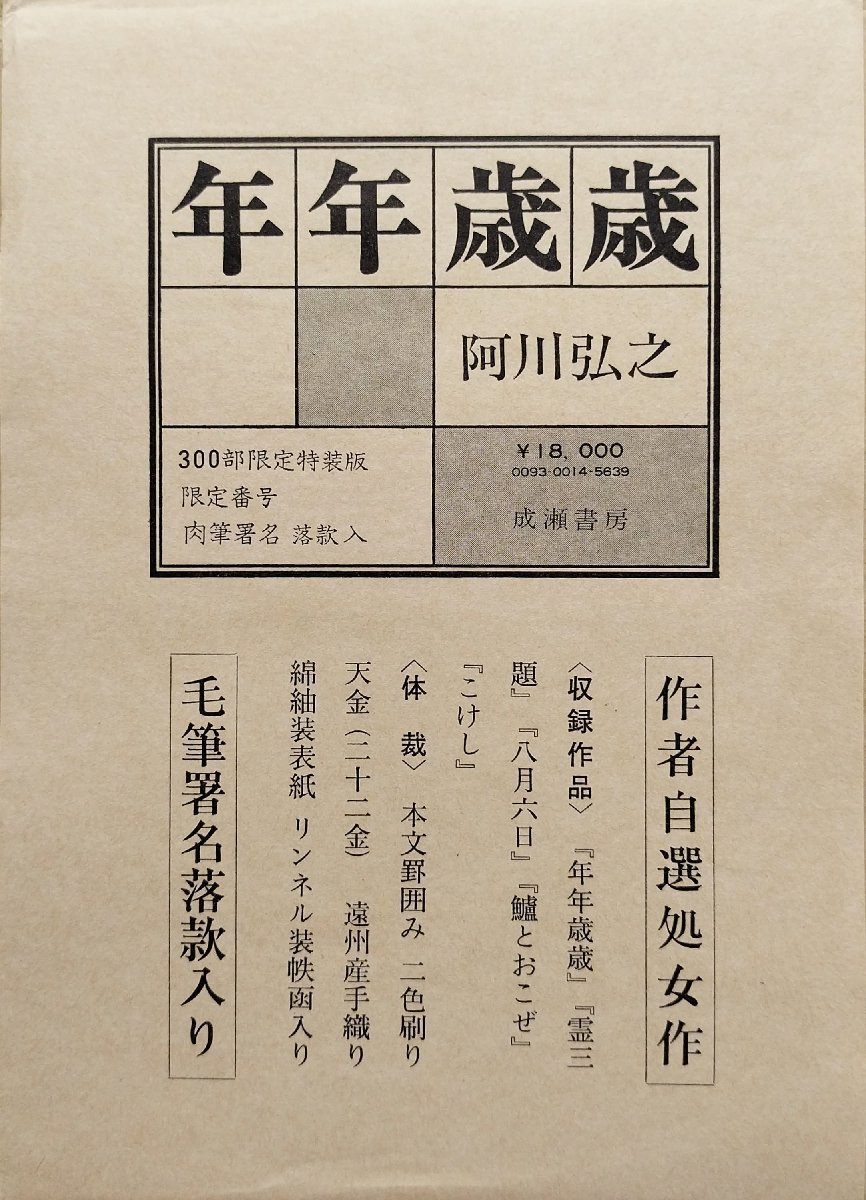 年年歳歳
阿川弘之
300部限定特装版
限定番号
肉筆署名 落款入
¥18,000
0093-0014-5639
成瀬書房
作者自選処女作
〈収録作品〉『年年歳歳』『霊三
題』『八月六日』『鱸とおこぜ』
『こけし』
〈体 裁〉 本文罫囲み 二色刷り
天金(二十二金) 遠州産手織り
綿紬装表紙 リンネル装帙函入り
毛筆署名落款入り